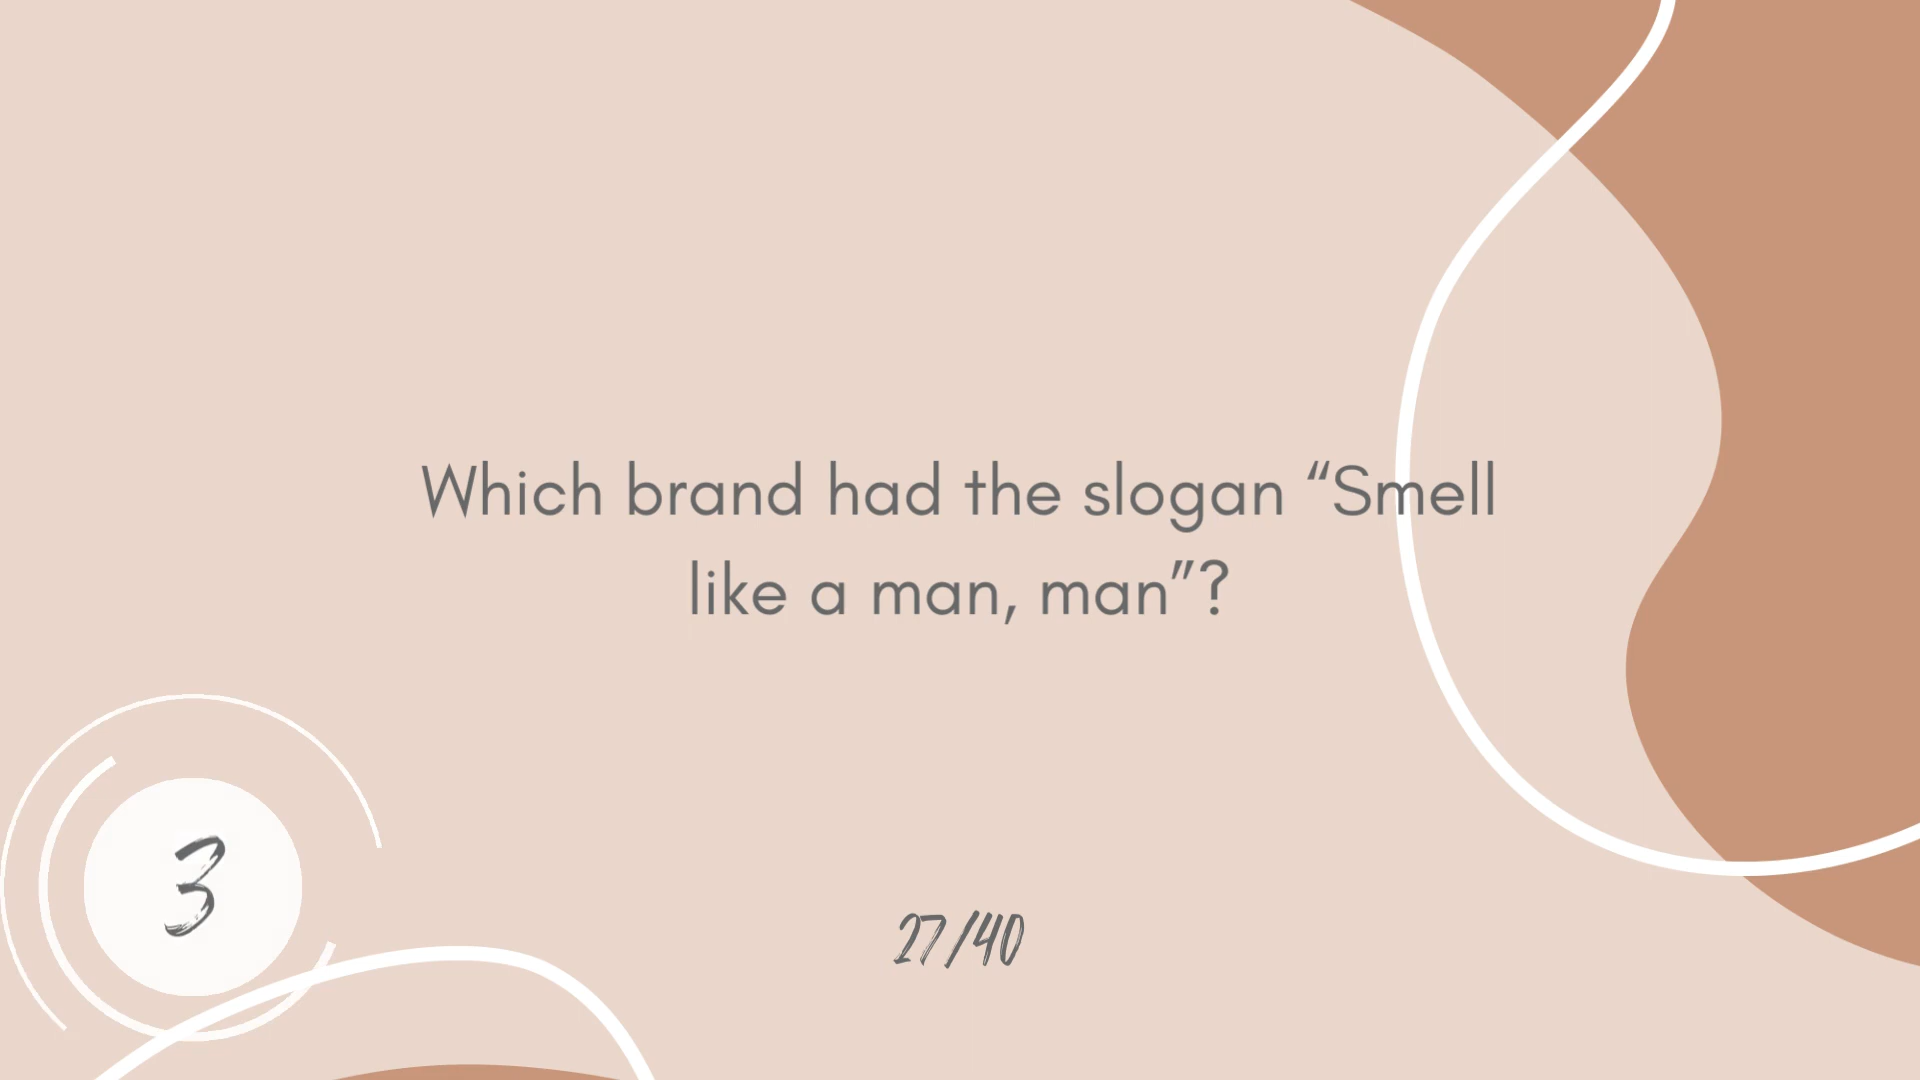 Which brand had the slogan “Smell
like a man, man”?
3
27/40